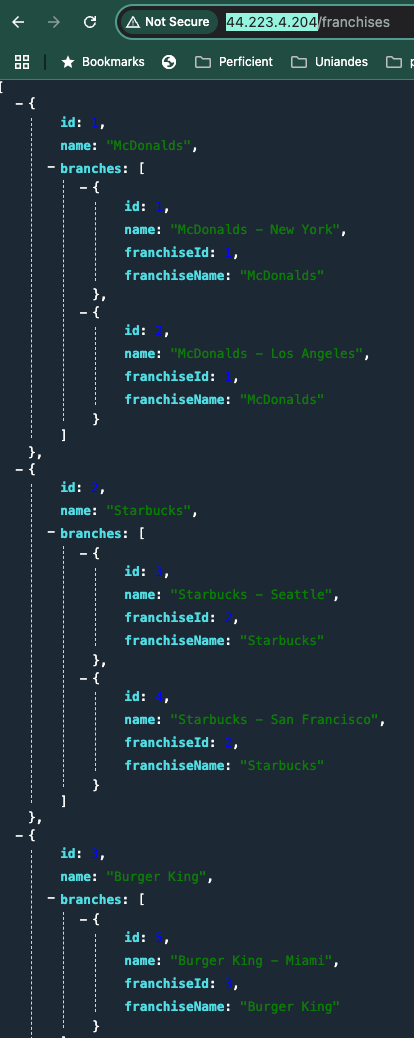 Not Secure 44.223.4.204/franchises
Bookmarks Perficient Uniandes
[
– {
id: 1,
name: "McDonalds",
– branches: [
– {
id: 1,
name: "McDonalds – New York",
franchiseId: 1,
franchiseName: "McDonalds"
},
– {
id: 2,
name: "McDonalds – Los Angeles",
franchiseId: 1,
franchiseName: "McDonalds"
}
]
},
– {
id: 2,
name: "Starbucks",
– branches: [
– {
id: 3,
name: "Starbucks – Seattle",
franchiseId: 2,
franchiseName: "Starbucks"
},
– {
id: 4,
name: "Starbucks – San Francisco",
franchiseId: 2,
franchiseName: "Starbucks"
}
]
},
– {
id: 3,
name: "Burger King",
– branches: [
– {
id: 5,
name: "Burger King – Miami",
franchiseId: 3,
franchiseName: "Burger King"
}